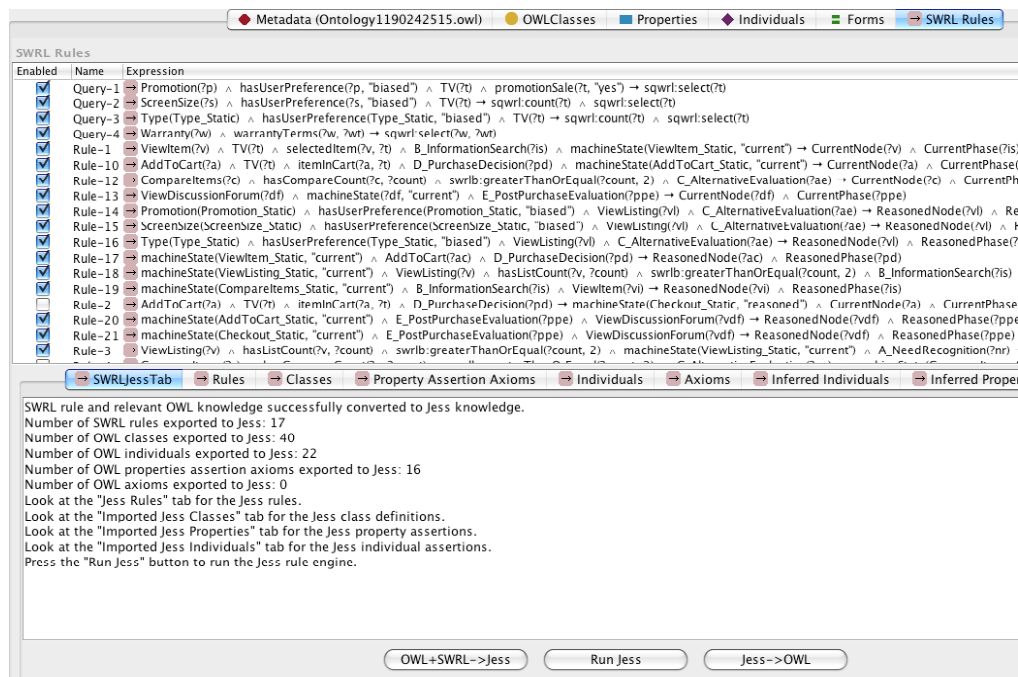 Metadata (Ontology1190242515.owl) OWLClasses Properties Individuals Forms SWRL Rules
SWRL Rules
Enabled Name Expression
Query-1 → Promotion(?p) ∧ hasUserPreference(?p, "biased") ∧ TV(?t) ∧ promotionSale(?t, "yes") → sqwrl:select(?t)
Query-2 → ScreenSize(?s) ∧ hasUserPreference(?s, "biased") ∧ TV(?t) → sqwrl:count(?t) ∧ sqwrl:select(?t)
Query-3 → Type(Type_Static) ∧ hasUserPreference(Type_Static, "biased") ∧ TV(?t) → sqwrl:count(?t) ∧ sqwrl:select(?t)
Query-4 → Warranty(?w) ∧ warrantyTerms(?w, ?wt) → sqwrl:select(?w, ?wt)
Rule-1 → ViewItem(?v) ∧ TV(?t) ∧ selectedItem(?v, ?t) ∧ B_InformationSearch(?is) ∧ machineState(ViewItem_Static, "current") → CurrentNode(?v) ∧ CurrentPhase(?is)
Rule-10 → AddToCart(?a) ∧ TV(?t) ∧ itemInCart(?a, ?t) ∧ D_PurchaseDecision(?pd) ∧ machineState(AddToCart_Static, "current") → CurrentNode(?a) ∧ CurrentPhase(
Rule-12 → CompareItems(?c) ∧ hasCompareCount(?c, ?count) ∧ swrlb:greaterThanOrEqual(?count, 2) ∧ C_AlternativeEvaluation(?ae) → CurrentNode(?c) ∧ CurrentPh
Rule-13 → ViewDiscussionForum(?df) ∧ machineState(?df, "current") ∧ E_PostPurchaseEvaluation(?ppe) → CurrentNode(?df) ∧ CurrentPhase(?ppe)
Rule-14 → Promotion(Promotion_Static) ∧ hasUserPreference(Promotion_Static, "biased") ∧ ViewListing(?vl) ∧ C_AlternativeEvaluation(?ae) → ReasonedNode(?vl) ∧ Re
Rule-15 → ScreenSize(ScreenSize_Static) ∧ hasUserPreference(ScreenSize_Static, "biased") ∧ ViewListing(?vl) ∧ C_AlternativeEvaluation(?ae) → ReasonedNode(?vl) ∧
Rule-16 → Type(Type_Static) ∧ hasUserPreference(Type_Static, "biased") ∧ ViewListing(?vl) ∧ C_AlternativeEvaluation(?ae) → ReasonedNode(?vl) ∧ ReasonedPhase(?
Rule-17 → machineState(ViewItem_Static, "current") ∧ AddToCart(?ac) ∧ D_PurchaseDecision(?pd) → ReasonedNode(?ac) ∧ ReasonedPhase(?pd)
Rule-18 → machineState(ViewListing_Static, "current") ∧ ViewListing(?v) ∧ hasListCount(?v, ?count) ∧ swrlb:greaterThanOrEqual(?count, 2) ∧ B_InformationSearch(?is)
Rule-19 → machineState(CompareItems_Static, "current") ∧ B_InformationSearch(?is) ∧ ViewItem(?vi) → ReasonedNode(?vi) ∧ ReasonedPhase(?is)
Rule-2 → AddToCart(?a) ∧ TV(?t) ∧ itemInCart(?a, ?t) ∧ D_PurchaseDecision(?pd) → machineState(Checkout_Static, "reasoned") ∧ CurrentNode(?a) ∧ CurrentPhase
Rule-20 → machineState(AddToCart_Static, "current") ∧ E_PostPurchaseEvaluation(?ppe) ∧ ViewDiscussionForum(?vdf) → ReasonedNode(?vdf) ∧ ReasonedPhase(?ppe
Rule-21 → machineState(Checkout_Static, "current") ∧ E_PostPurchaseEvaluation(?ppe) ∧ ViewDiscussionForum(?vdf) → ReasonedNode(?vdf) ∧ ReasonedPhase(?ppe)
Rule-3 → ViewListing(?v) ∧ hasListCount(?v, ?count) ∧ swrlb:greaterThanOrEqual(?count, 2) ∧ machineState(ViewListing_Static, "current") ∧ A_NeedRecognition(?nr)
→ SWRLJessTab → Rules → Classes → Property Assertion Axioms → Individuals → Axioms → Inferred Individuals → Inferred Prope
SWRL rule and relevant OWL knowledge successfully converted to Jess knowledge.
Number of SWRL rules exported to Jess: 17
Number of OWL classes exported to Jess: 40
Number of OWL individuals exported to Jess: 22
Number of OWL properties assertion axioms exported to Jess: 16
Number of OWL axioms exported to Jess: 0
Look at the "Jess Rules" tab for the Jess rules.
Look at the "Imported Jess Classes" tab for the Jess class definitions.
Look at the "Imported Jess Properties" tab for the Jess property assertions.
Look at the "Imported Jess Individuals" tab for the Jess individual assertions.
Press the "Run Jess" button to run the Jess rule engine.
OWL+SWRL->Jess Run Jess Jess->OWL